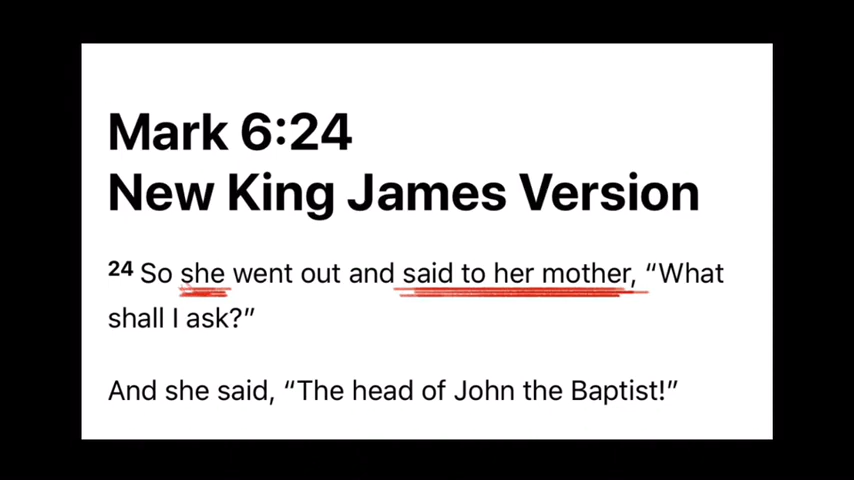 Mark 6:24
New King James Version
24 So she went out and said to her mother, “What
shall I ask?”
And she said, “The head of John the Baptist!”